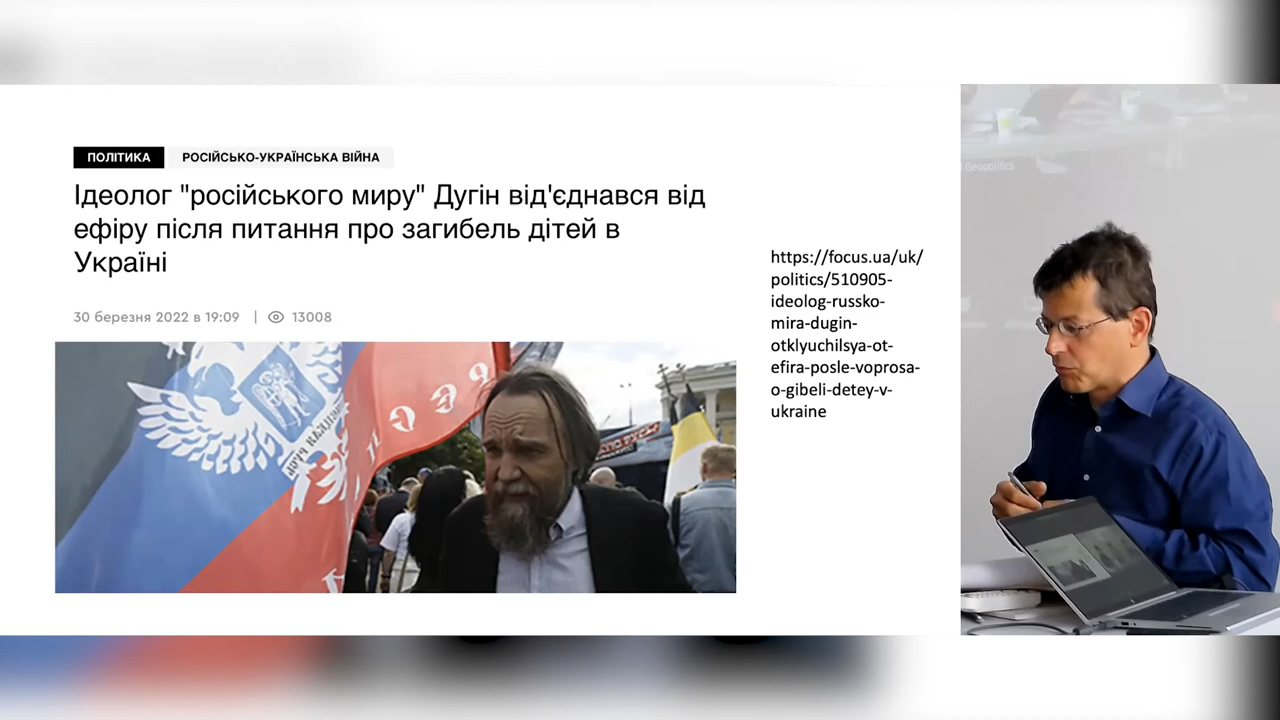 ПОЛІТИКА РОСІЙСЬКО-УКРАЇНСЬКА ВІЙНА
Ідеолог "російського миру" Дугін від'єднався від
ефіру після питання про загибель дітей в
Україні
30 березня 2022 в 19:09 | 13008
https://focus.ua/uk/
politics/510905-
ideolog-russko-
mira-dugin-
otklyuchilsya-ot-
efira-posle-voprosa-
o-gibeli-detey-v-
ukraine
Geopolitics